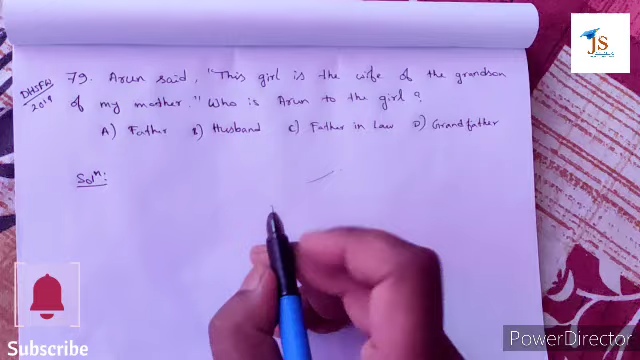 JS
DHSFW
2019
79. Arun said, "This girl is the wife of the grandson
of my mother." Who is Arun to the girl?
A) Father B) Husband C) Father in Law D) Grandfather
Solⁿ:
Subscribe
PowerDirector